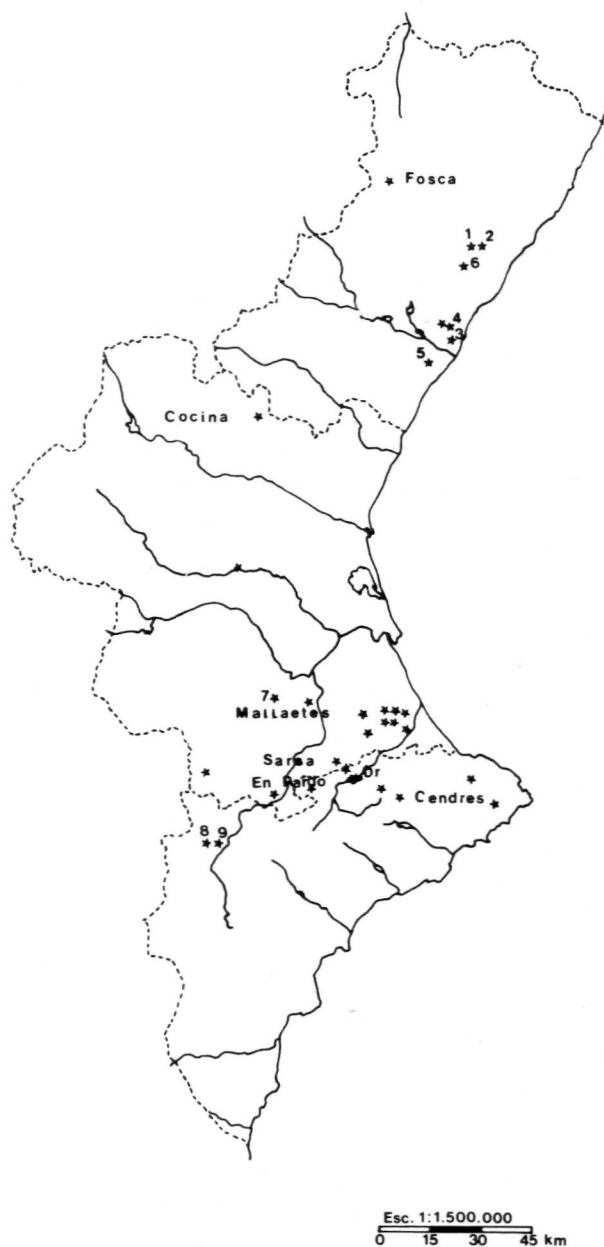 Fosca
1 2
6
4
3
5
Cocina
7
Mallaetes
Sarsa
Or
En Pardo
Cendres
8 9
Esc. 1:1.500.000
0 15 30 45 km